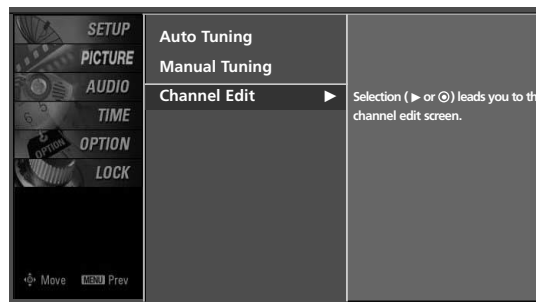 SETUP
PICTURE
AUDIO
TIME
OPTION
LOCK
Move MENU Prev
Auto Tuning
Manual Tuning
Channel Edit ►
Selection ( ► or ◉ ) leads you to th
channel edit screen.